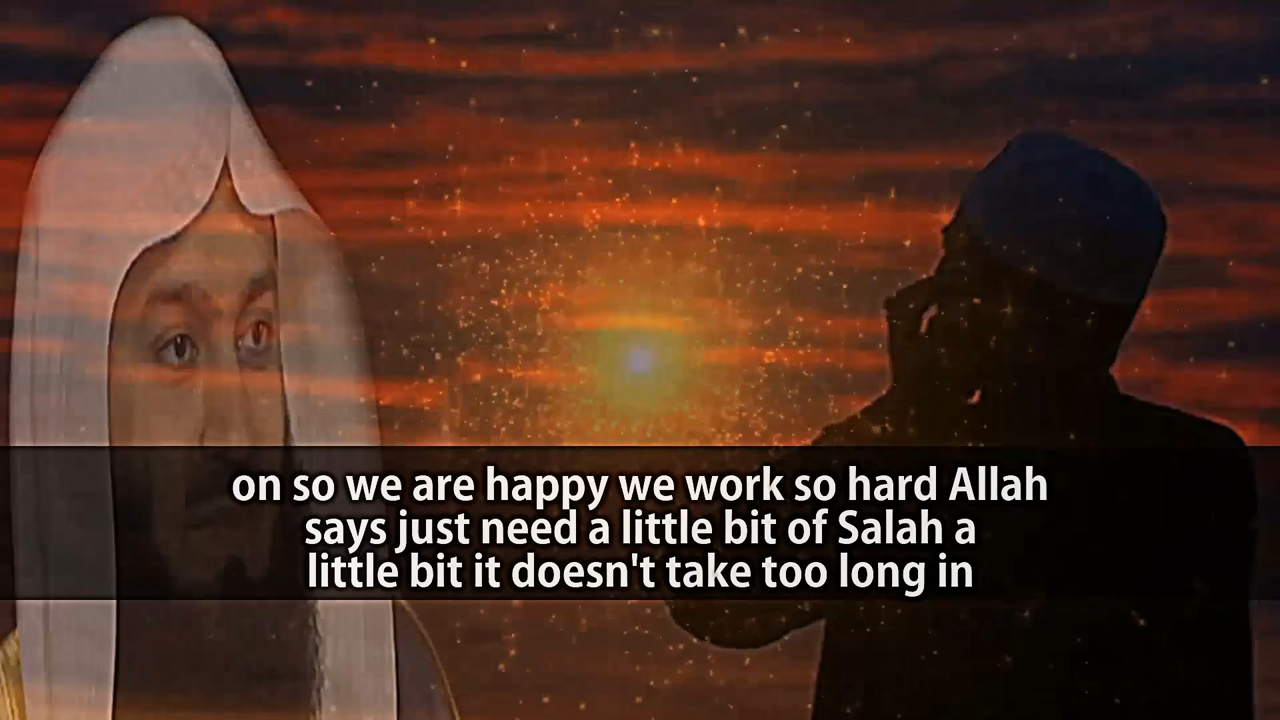 on so we are happy we work so hard Allah
says just need a little bit of Salah a
little bit it doesn't take too long in